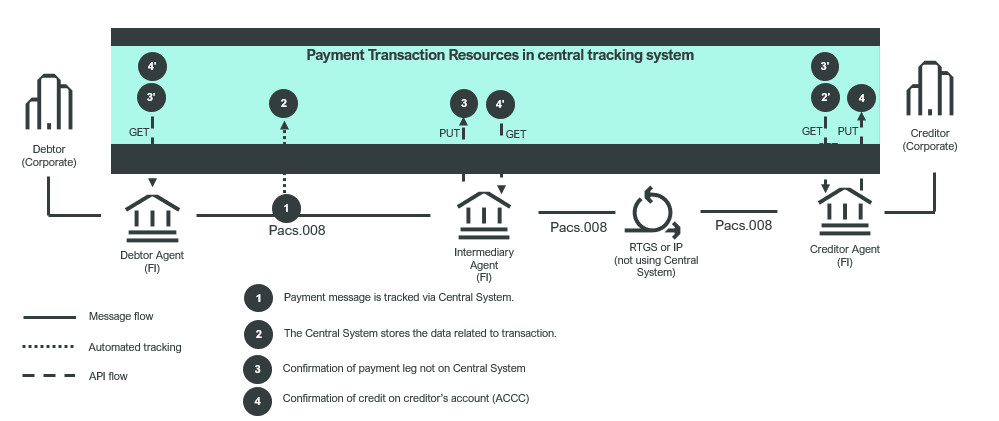 Payment Transaction Resources in central tracking system
4'
3'
GET
2
3
PUT
4'
GET
3'
2'
4
GET PUT
Debtor
(Corporate)
Creditor
(Corporate)
1
Pacs.008
Pacs.008
Pacs.008
Debtor Agent
(FI)
Intermediary
Agent
(FI)
RTGS or IP
(not using Central
System)
Creditor Agent
(FI)
Message flow
Automated tracking
API flow
1 Payment message is tracked via Central System.
2 The Central System stores the data related to transaction.
3 Confirmation of payment leg not on Central System
4 Confirmation of credit on creditor's account (ACCC)